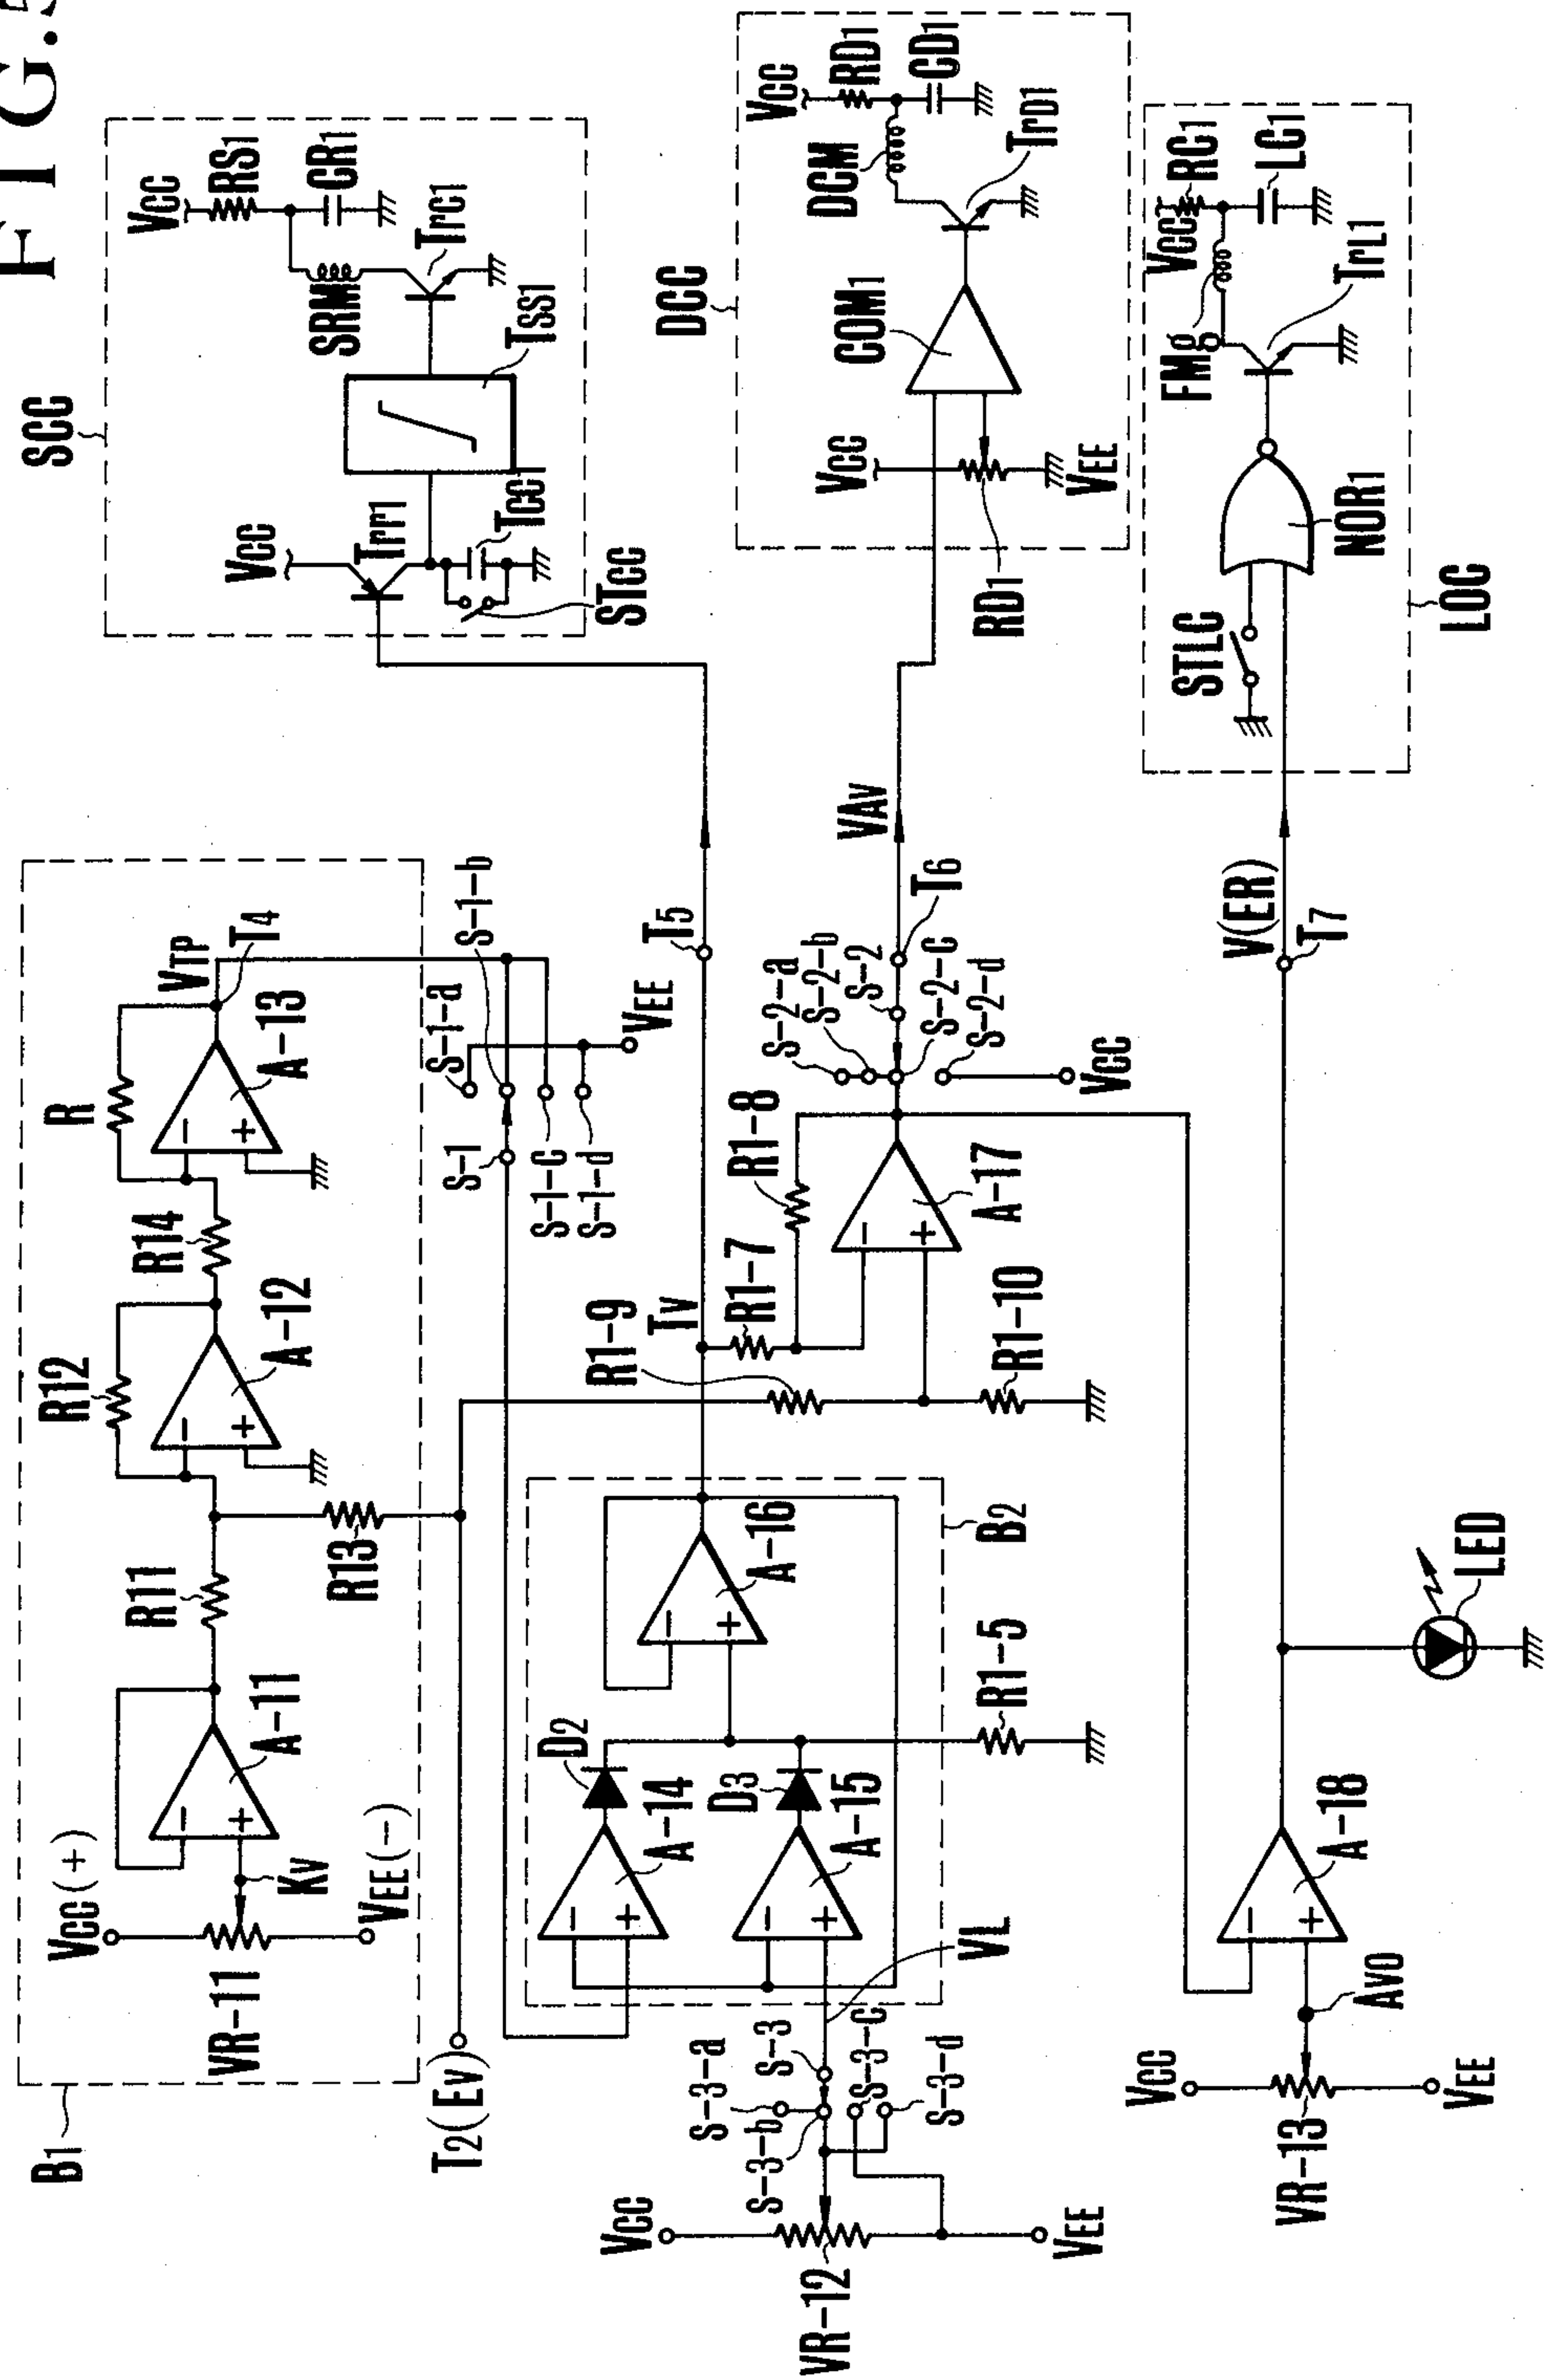 FIG.
SCC
VCC
RS1
CR1
SRM
TrC1
TSS1
VCC
Trr1
TCC1
STCC
DCC
VCC
RD1
CD1
DCM
TrD1
COM1
VCC
VEE
RD1
VCC
RC1
LC1
FMg
TrL1
NOR1
STLC
LOC
B1
VCC(+)
VR-11
VEE(-)
KV
A-11
R11
R12
A-12
R13
R14
R
A-13
VTP
T4
T2(EV)
S-1
S-1-a
S-1-b
S-1-C
S-1-d
VEE
T5
TV
R1-9
R1-7
R1-8
A-17
R1-10
S-2-a
S-2-b
S-2
S-2-C
S-2-d
T6
VCC
VAV
B2
D2
A-14
D3
A-15
A-16
R1-5
VL
S-3-a
S-3
S-3-b
S-3-C
S-3-d
VCC
VR-12
VEE
VCC
VR-13
VEE
AVO
A-18
LED
T7
V(ER)